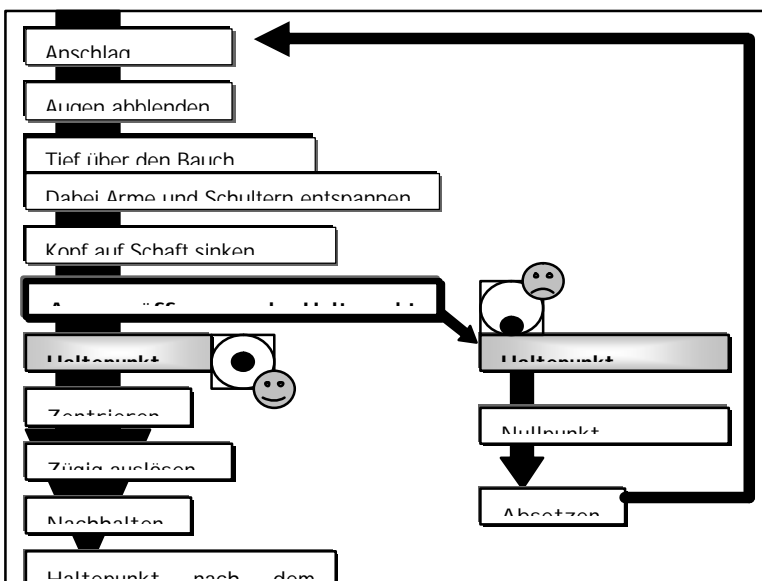 Anschlag
Augen abblenden
Tief über den Bauch
Dabei Arme und Schultern entspannen
Kopf auf Schaft sinken
Haltepunkt
Haltepunkt
Zentrieren
Zügig auslösen
Nachhalten
Haltepunkt nach dem
Haltepunkt
Nullpunkt
Absetzen